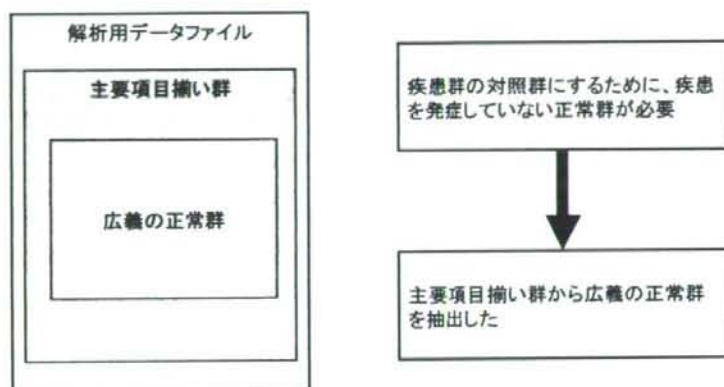 解析用データファイル
主要項目揃い群
広義の正常群
疾患群の対照群にするために、疾患
を発症していない正常群が必要
主要項目揃い群から広義の正常群
を抽出した